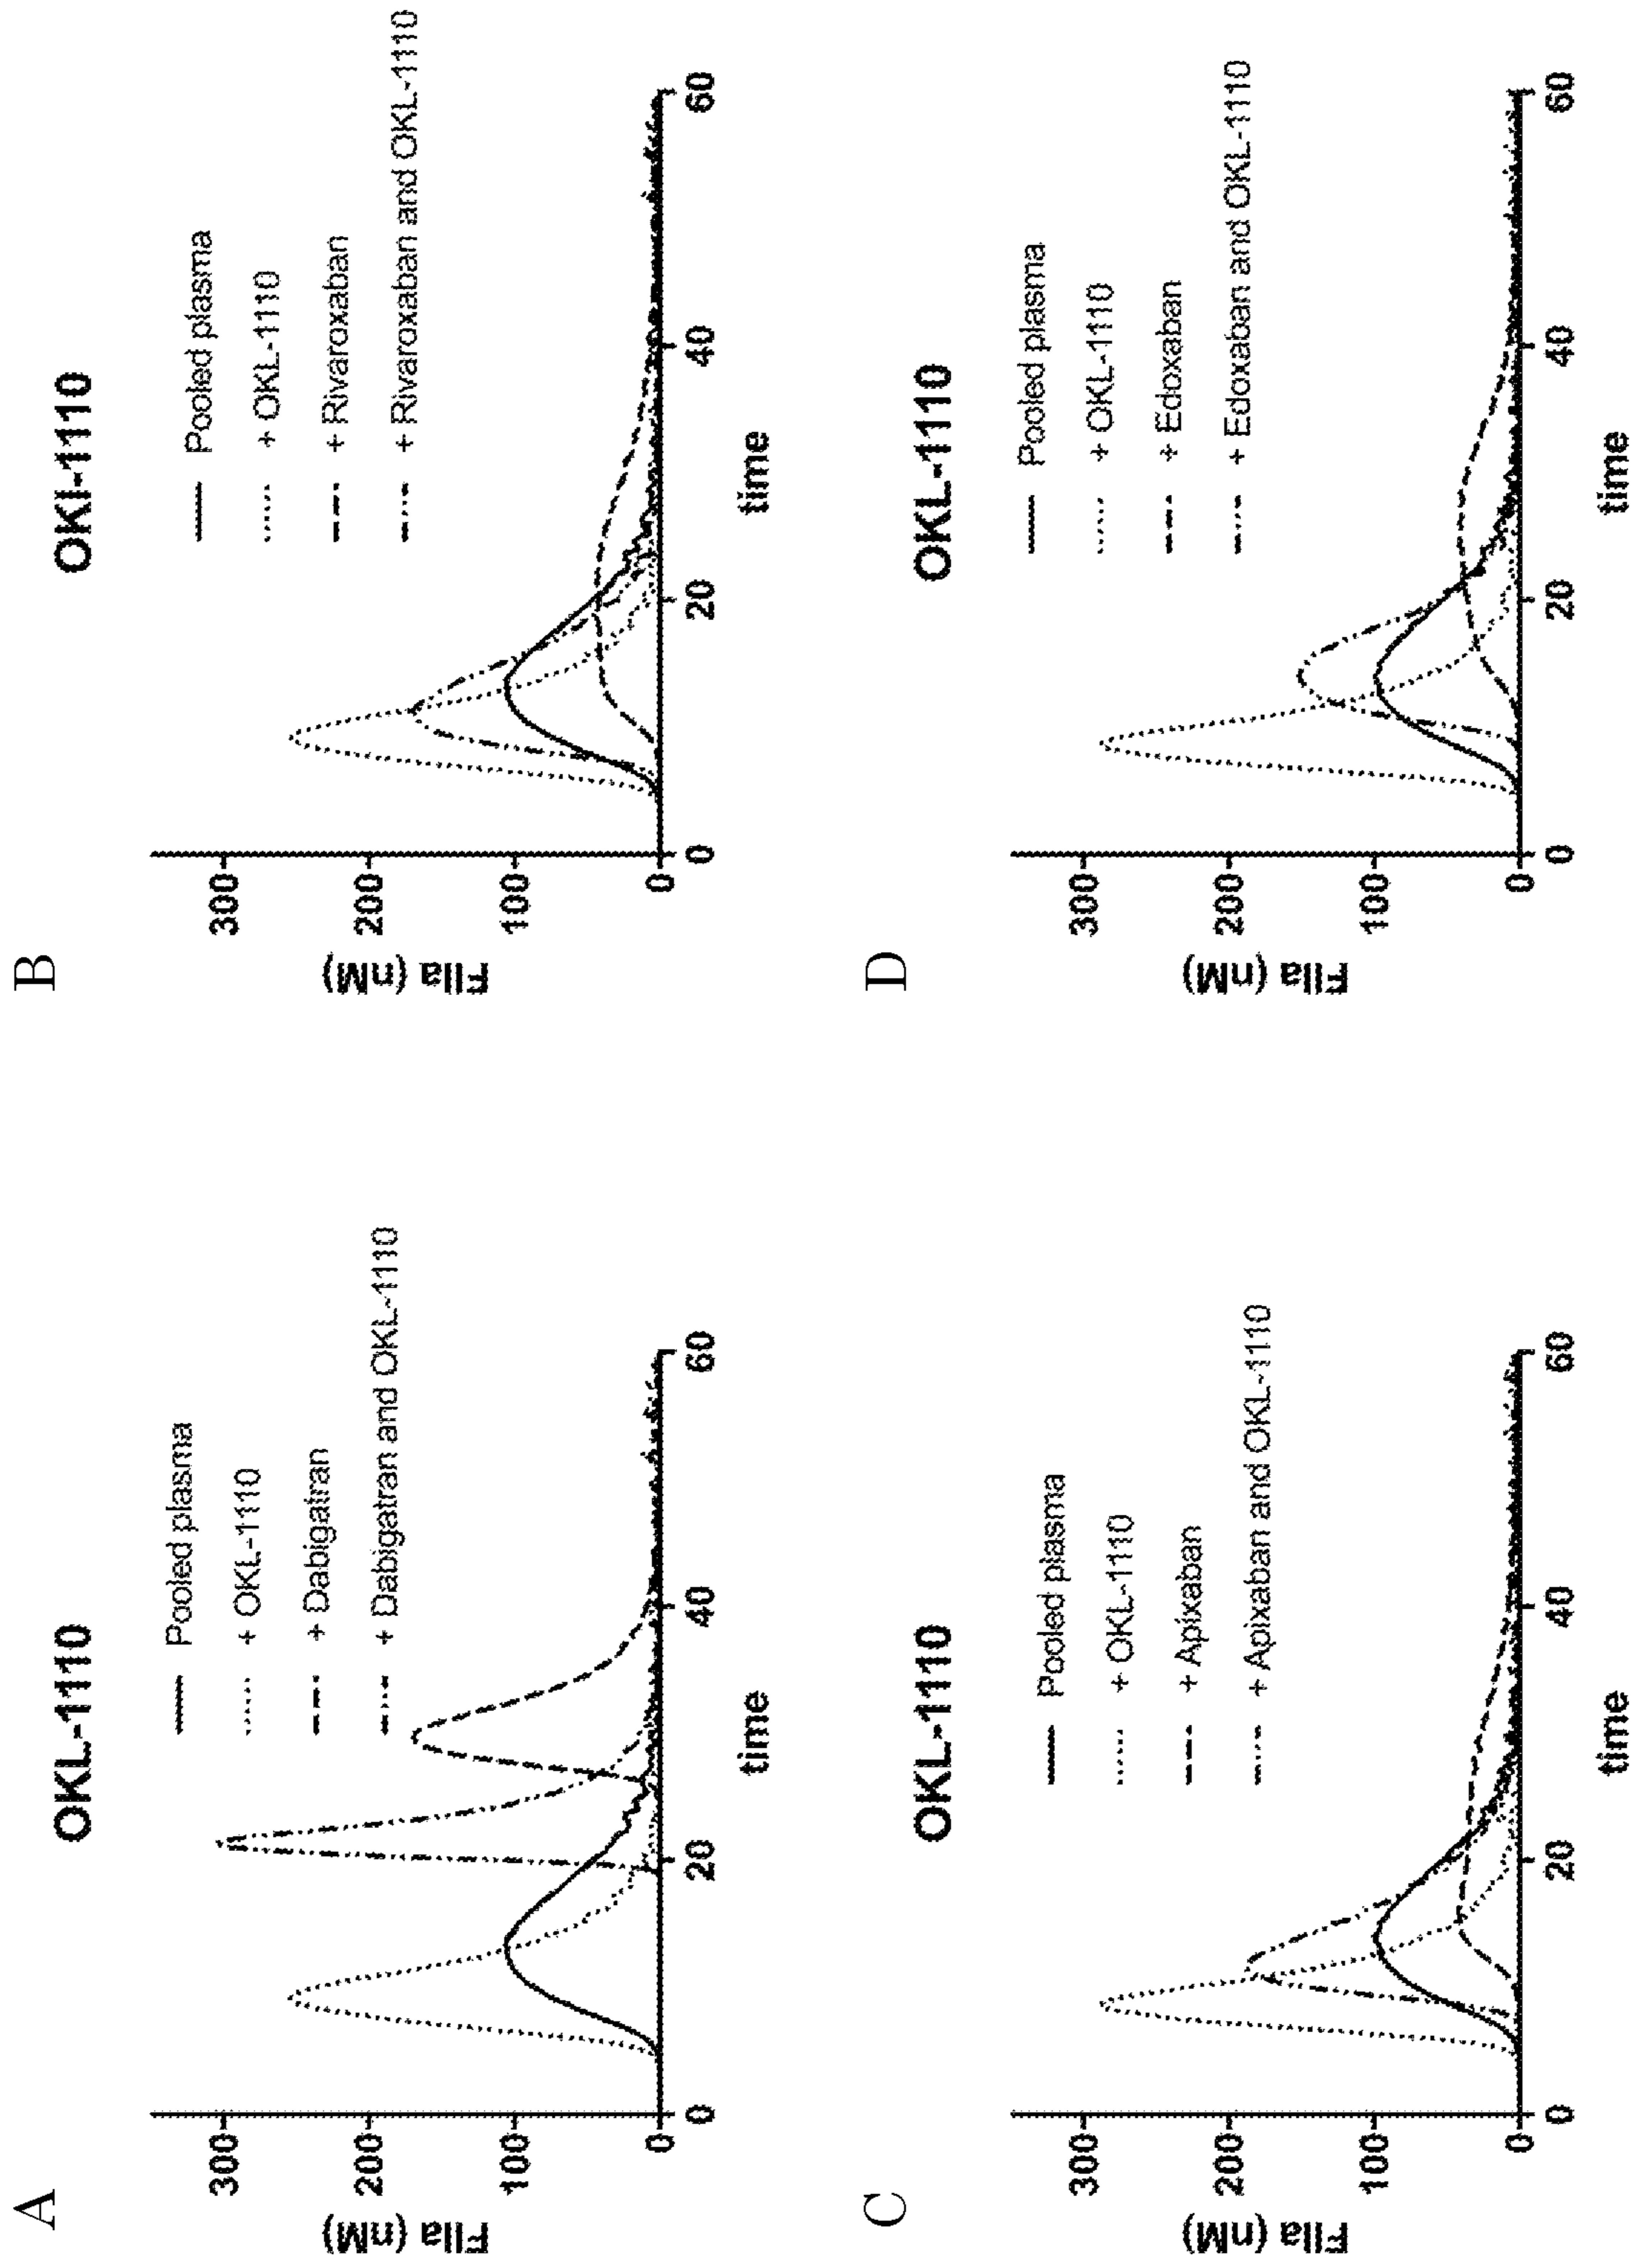 A
OKL-1110
FIIa (nM)
300
200
100
0
0
20
40
60
time
Pooled plasma
+ OKL-1110
+ Dabigatran
+ Dabigatran and OKL-1110
B
OKI-1110
FIIa (nM)
300
200
100
0
0
20
40
60
time
Pooled plasma
+ OKL-1110
+ Rivaroxaban
+ Rivaroxaban and OKL-1110
C
OKL-1110
FIIa (nM)
300
200
100
0
0
20
40
60
time
Pooled plasma
+ OKL-1110
+ Apixaban
+ Apixaban and OKL-1110
D
OKL-1110
FIIa (nM)
300
200
100
0
0
20
40
60
time
Pooled plasma
+ OKL-1110
+ Edoxaban
+ Edoxaban and OKL-1110